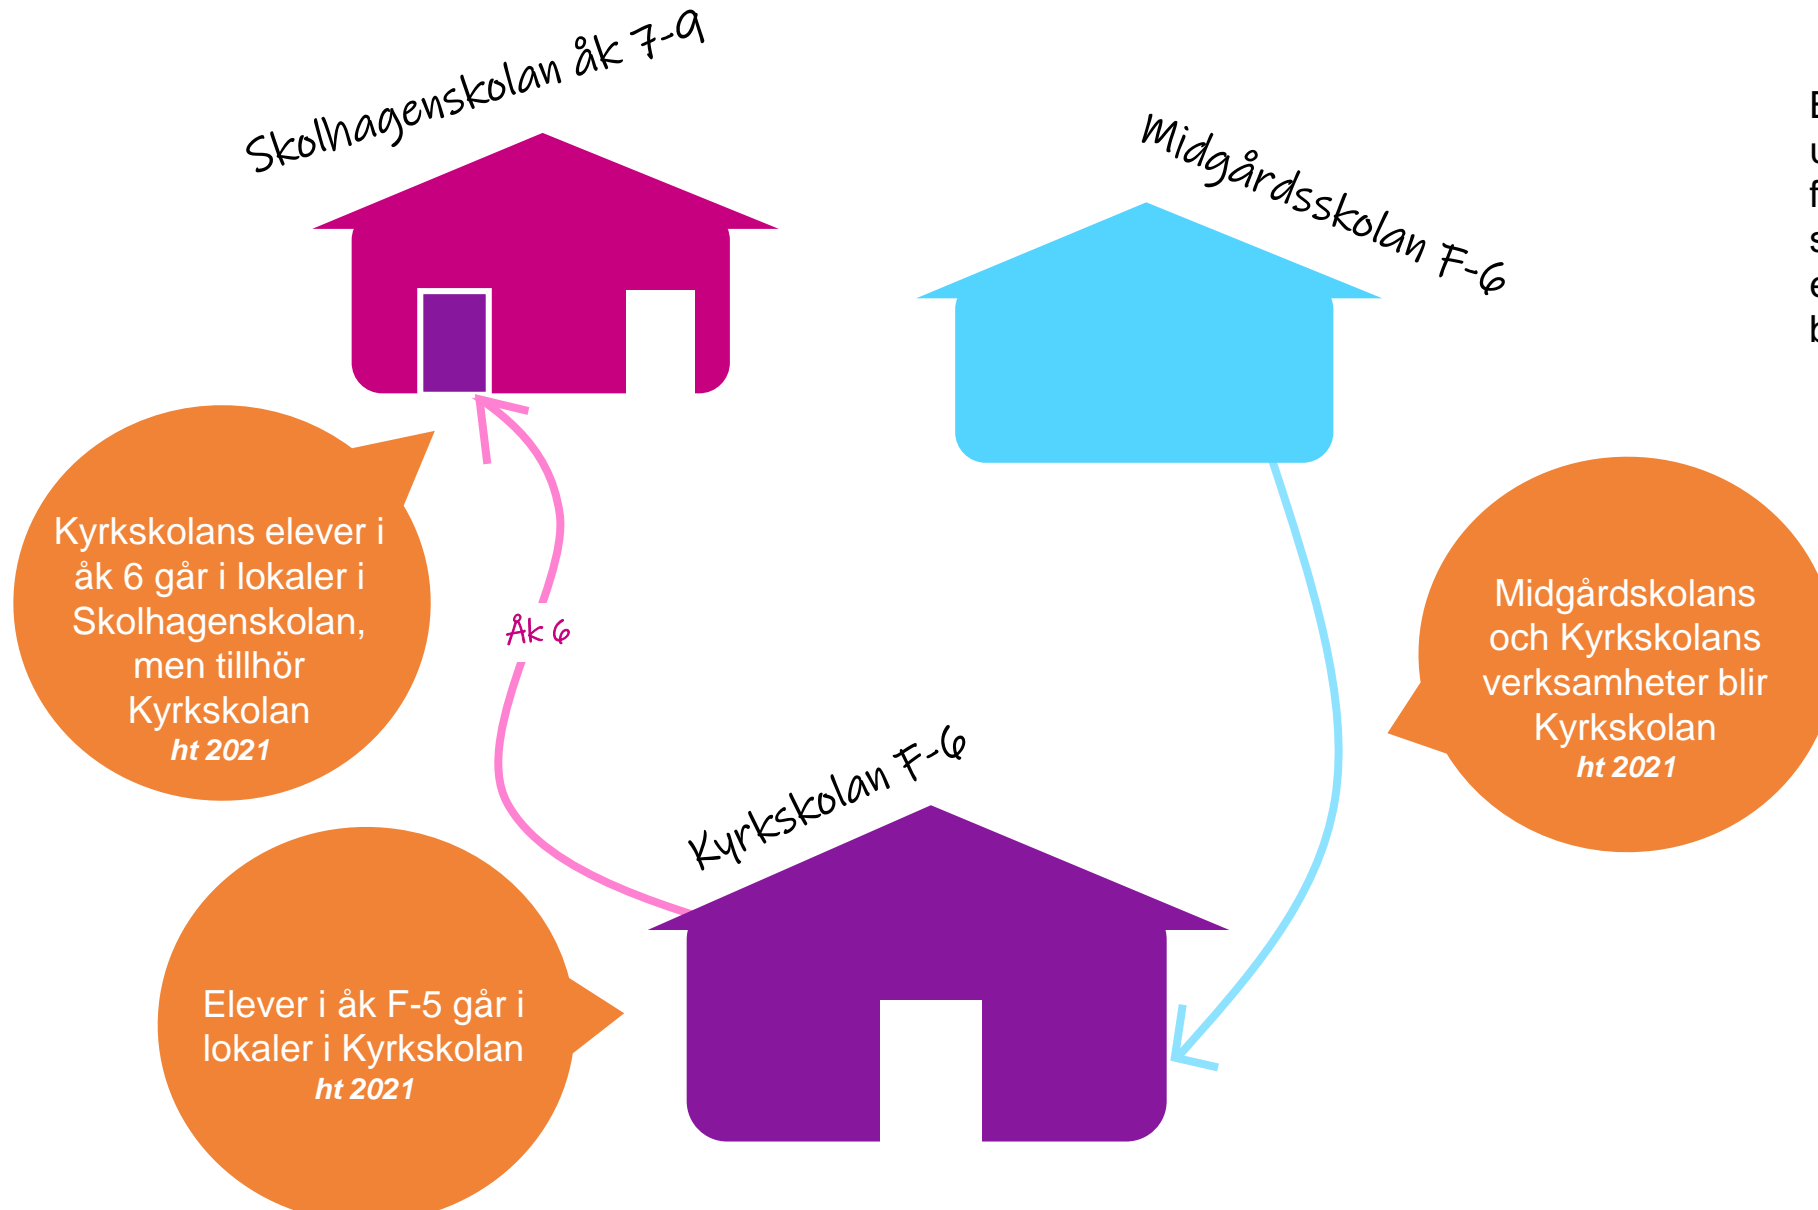 Skolhagenskolan åk 7-9
Midgårdsskolan F-6
Kyrkskolans elever i
åk 6 går i lokaler i
Skolhagenskolan,
men tillhör
Kyrkskolan
ht 2021
Åk 6
Midgårdskolans
och Kyrkskolans
verksamheter blir
Kyrkskolan
ht 2021
Kyrkskolan F-6
Elever i åk F-5 går i
lokaler i Kyrkskolan
ht 2021